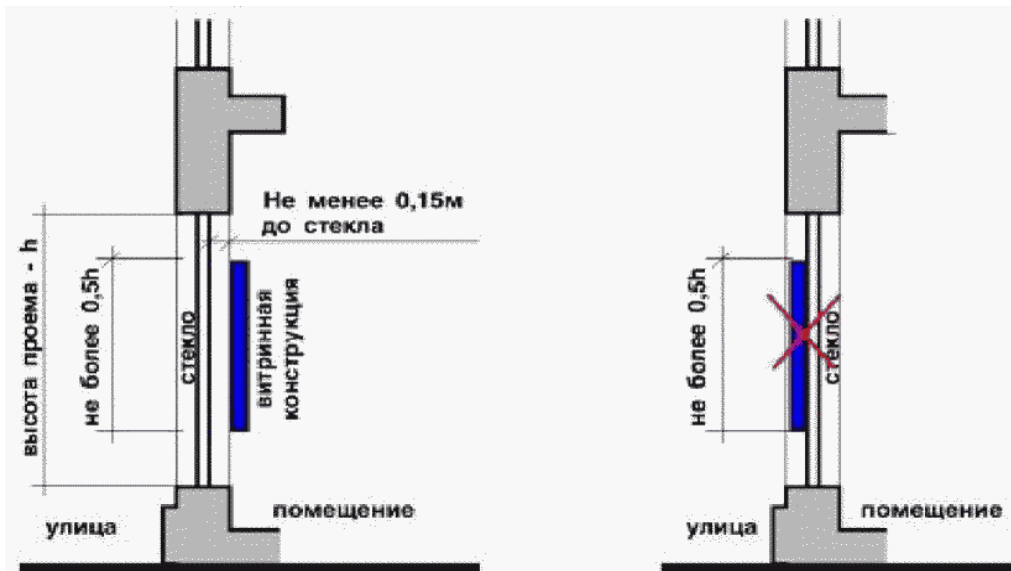 Не менее 0,15м
до стекла
высота проема - h
не более 0,5h
стекло
витринная
конструкция
улица
помещение
не более 0,5h
стекло
улица
помещение